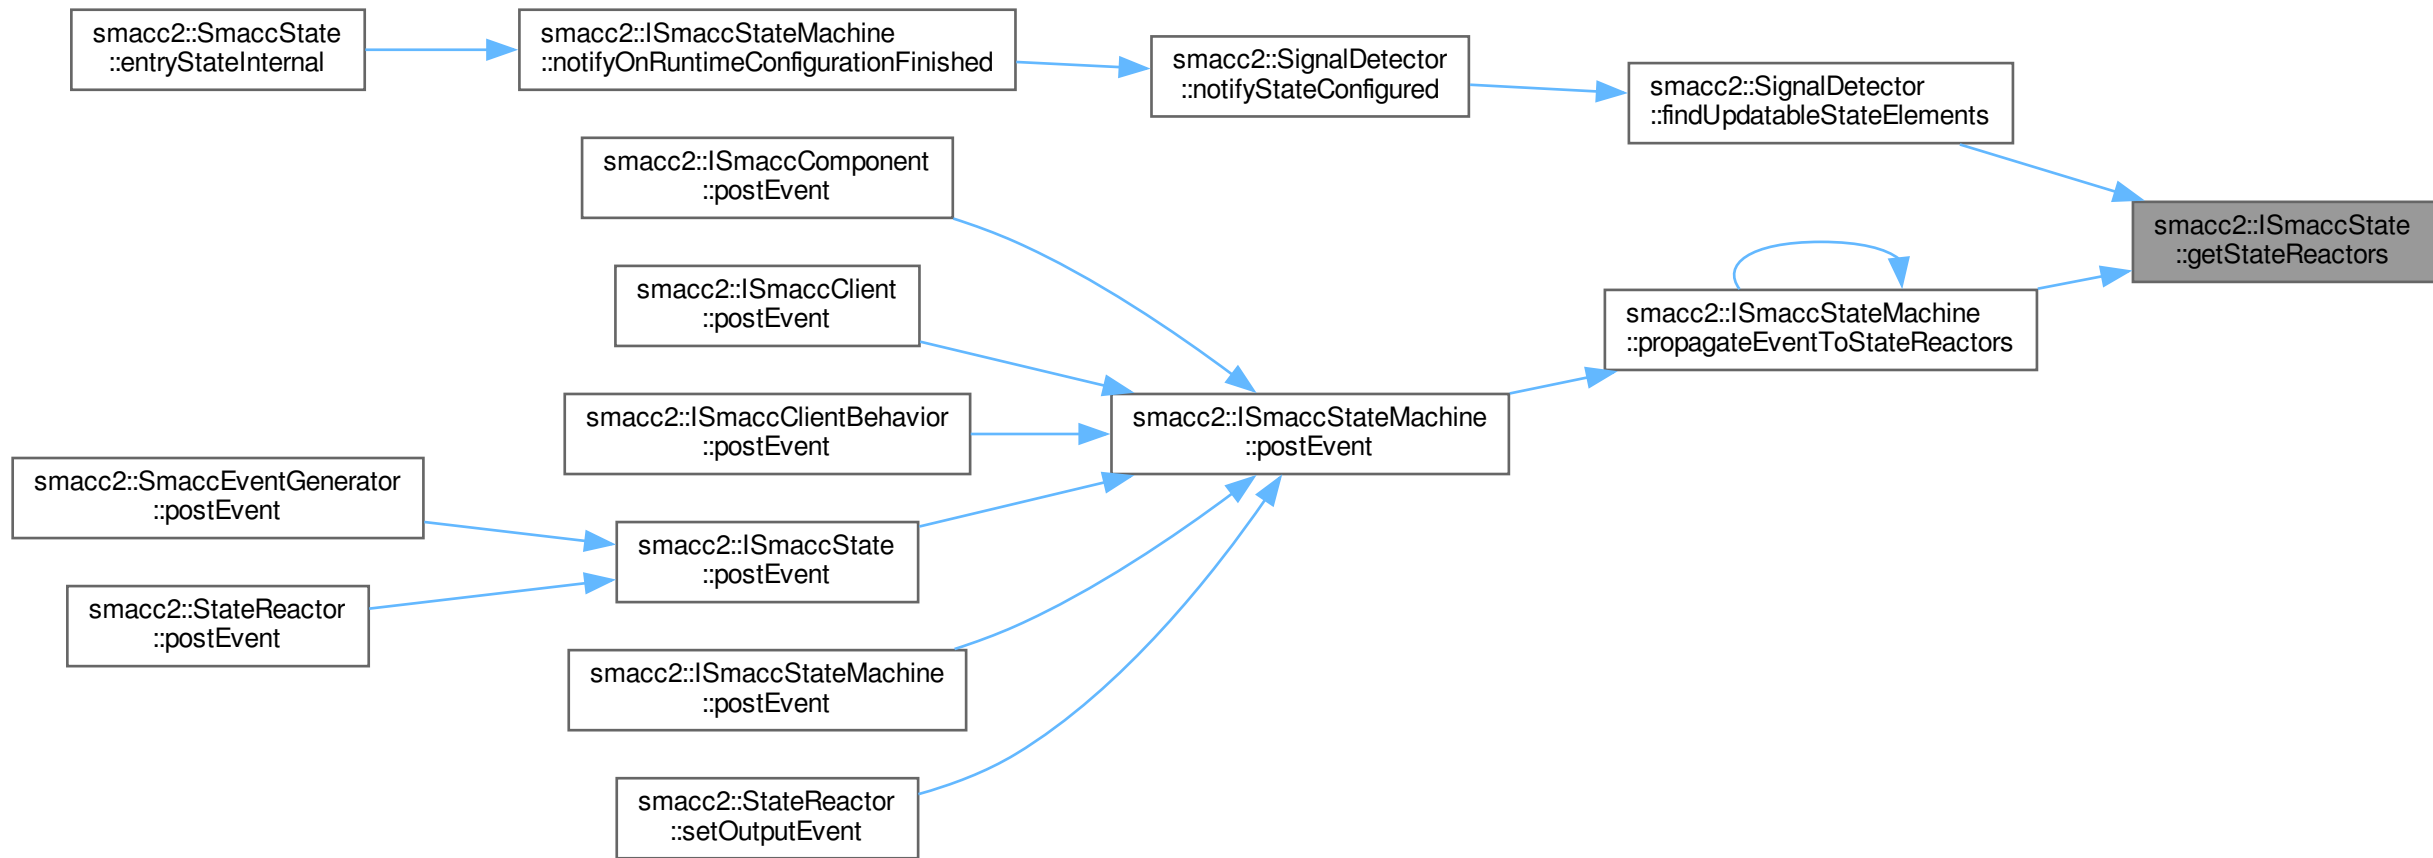 smacc2::SmaccState
::entryStateInternal
smacc2::ISmaccStateMachine
::notifyOnRuntimeConfigurationFinished
smacc2::SignalDetector
::notifyStateConfigured
smacc2::SignalDetector
::findUpdatableStateElements
smacc2::ISmaccComponent
::postEvent
smacc2::ISmaccState
::getStateReactors
smacc2::ISmaccClient
::postEvent
smacc2::ISmaccStateMachine
::propagateEventToStateReactors
smacc2::ISmaccClientBehavior
::postEvent
smacc2::ISmaccStateMachine
::postEvent
smacc2::SmaccEventGenerator
::postEvent
smacc2::ISmaccState
::postEvent
smacc2::StateReactor
::postEvent
smacc2::ISmaccStateMachine
::postEvent
smacc2::StateReactor
::setOutputEvent